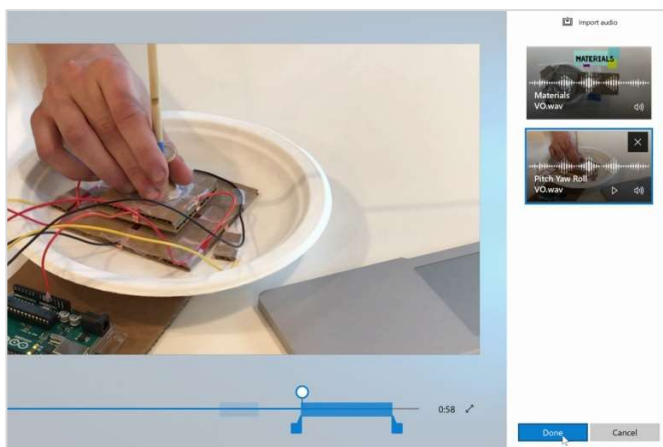 Import audio
MATERIALS
Materials
VO.wav
Pitch Yaw Roll
VO.wav
0:58
Done
Cancel